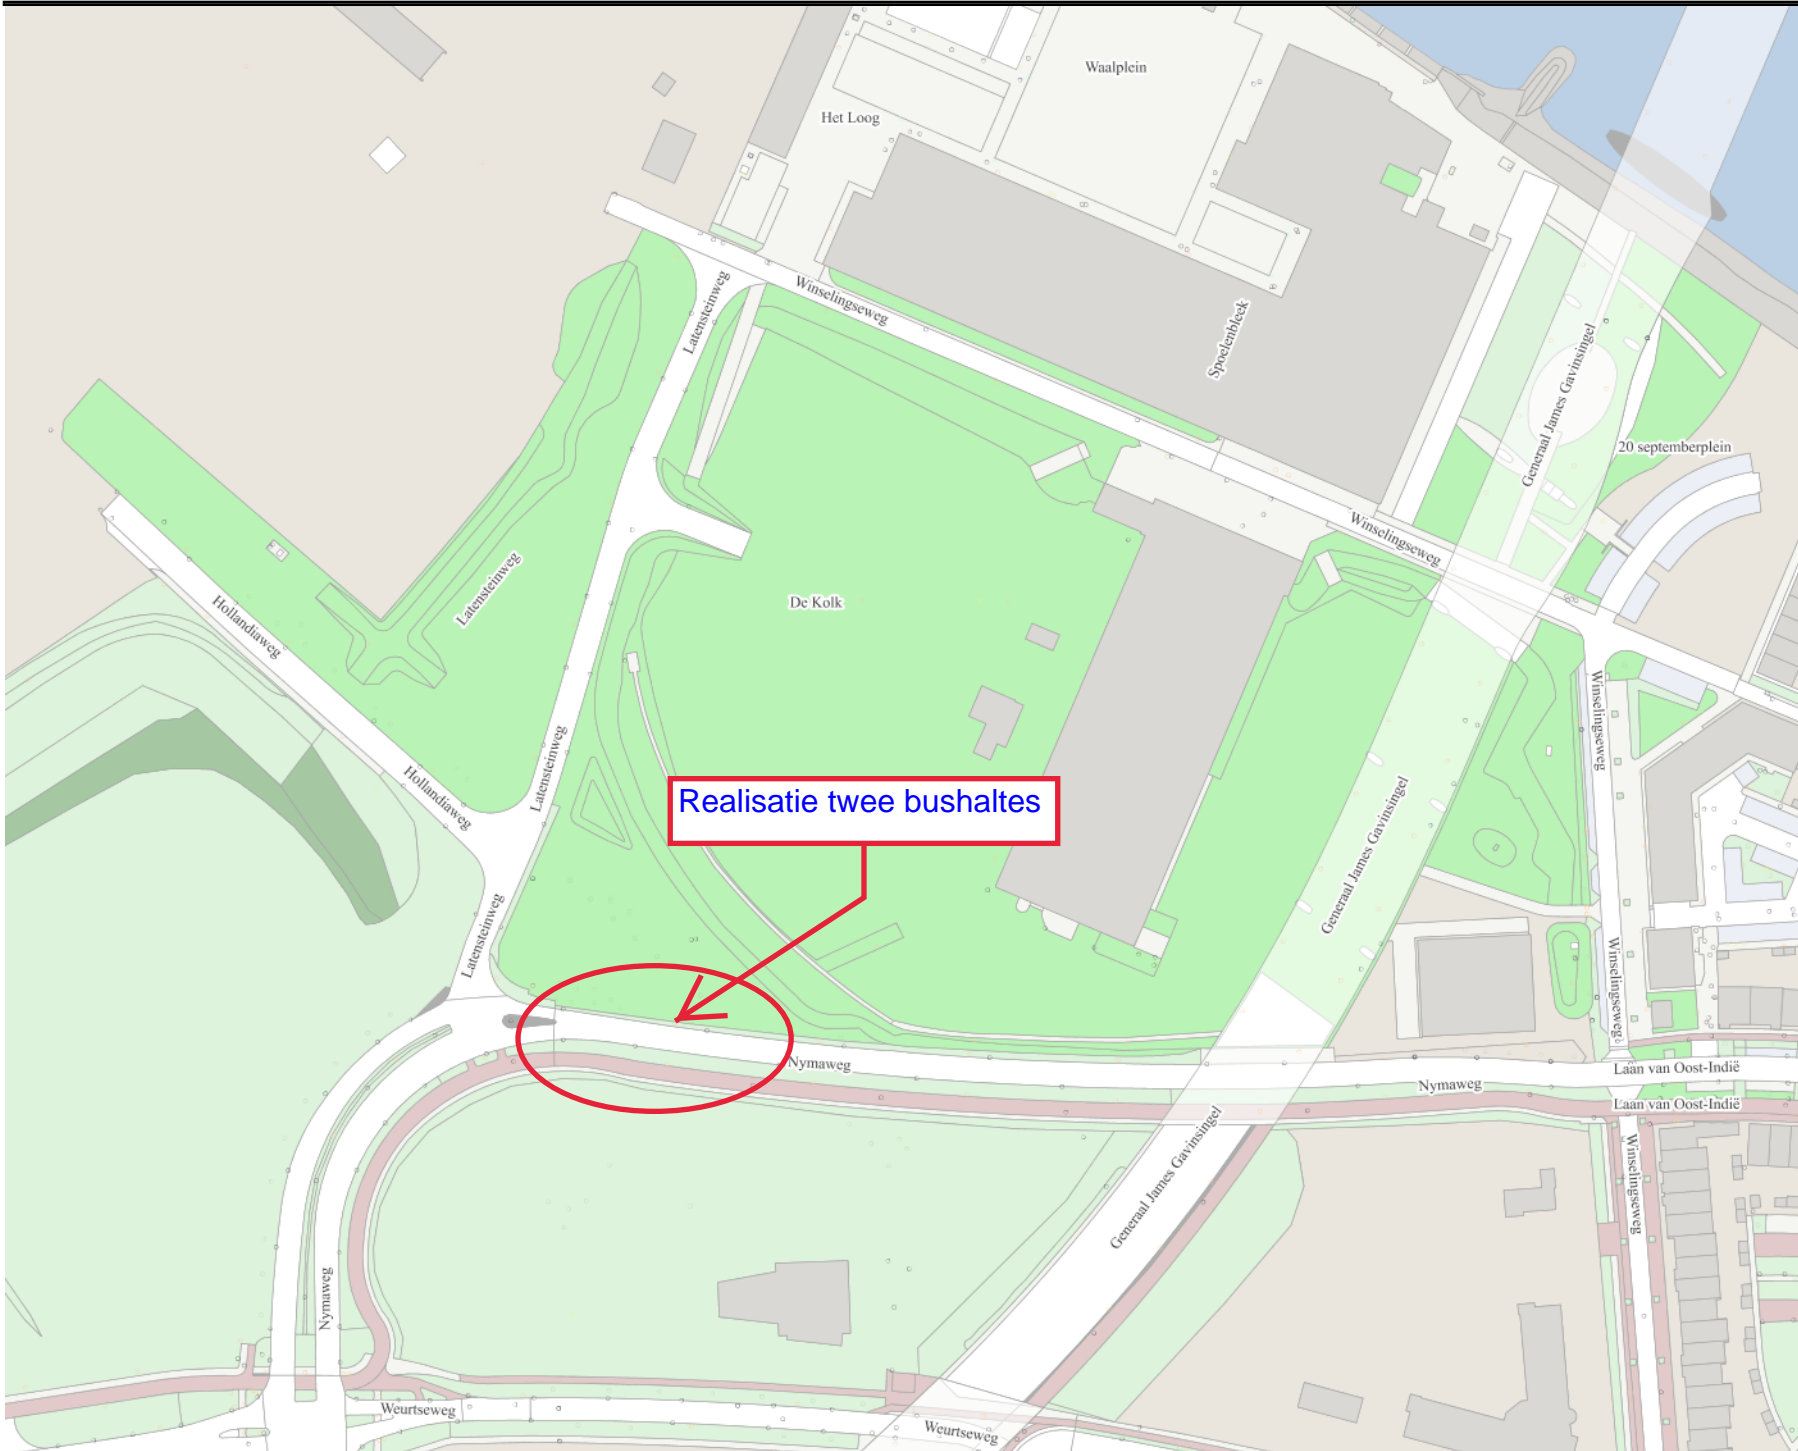 Waalplein
Het Loog
Latensteinweg
Winselingseweg
Spoelenbleek
Generaal James Gavinsingel
20 septemberplein
Winselingseweg
Latensteinweg
De Kolk
Hollandiaweg
Winselingseweg
Latensteinweg
Hollandiaweg
Realisatie twee bushaltes
Generaal James Gavinsingel
Latensteinweg
Winselingseweg
Nymaweg
Laan van Oost-Indië
Nymaweg
Laan van Oost-Indië
Generaal James Gavinsingel
Winselingseweg
Nymaweg
Weurtseweg
Weurtseweg